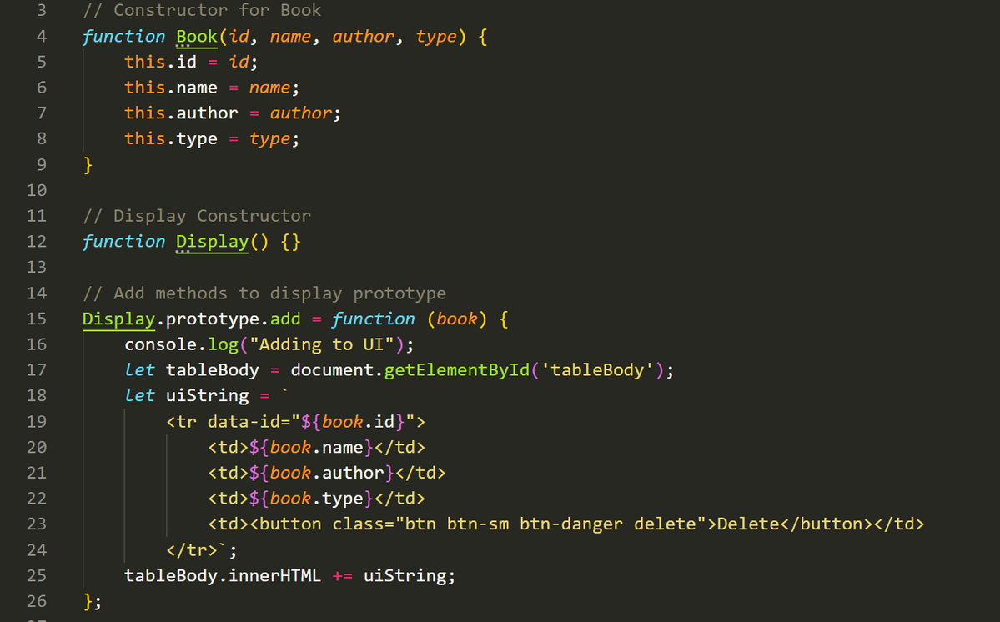 3 // Constructor for Book
4 function Book(id, name, author, type) {
5     this.id = id;
6     this.name = name;
7     this.author = author;
8     this.type = type;
9 }
10
11 // Display Constructor
12 function Display() {}
13
14 // Add methods to display prototype
15 Display.prototype.add = function (book) {
16     console.log("Adding to UI");
17     let tableBody = document.getElementById('tableBody');
18     let uiString = `
19         <tr data-id="${book.id}">
20             <td>${book.name}</td>
21             <td>${book.author}</td>
22             <td>${book.type}</td>
23             <td><button class="btn btn-sm btn-danger delete">Delete</button></td>
24         </tr>`;
25     tableBody.innerHTML += uiString;
26 };